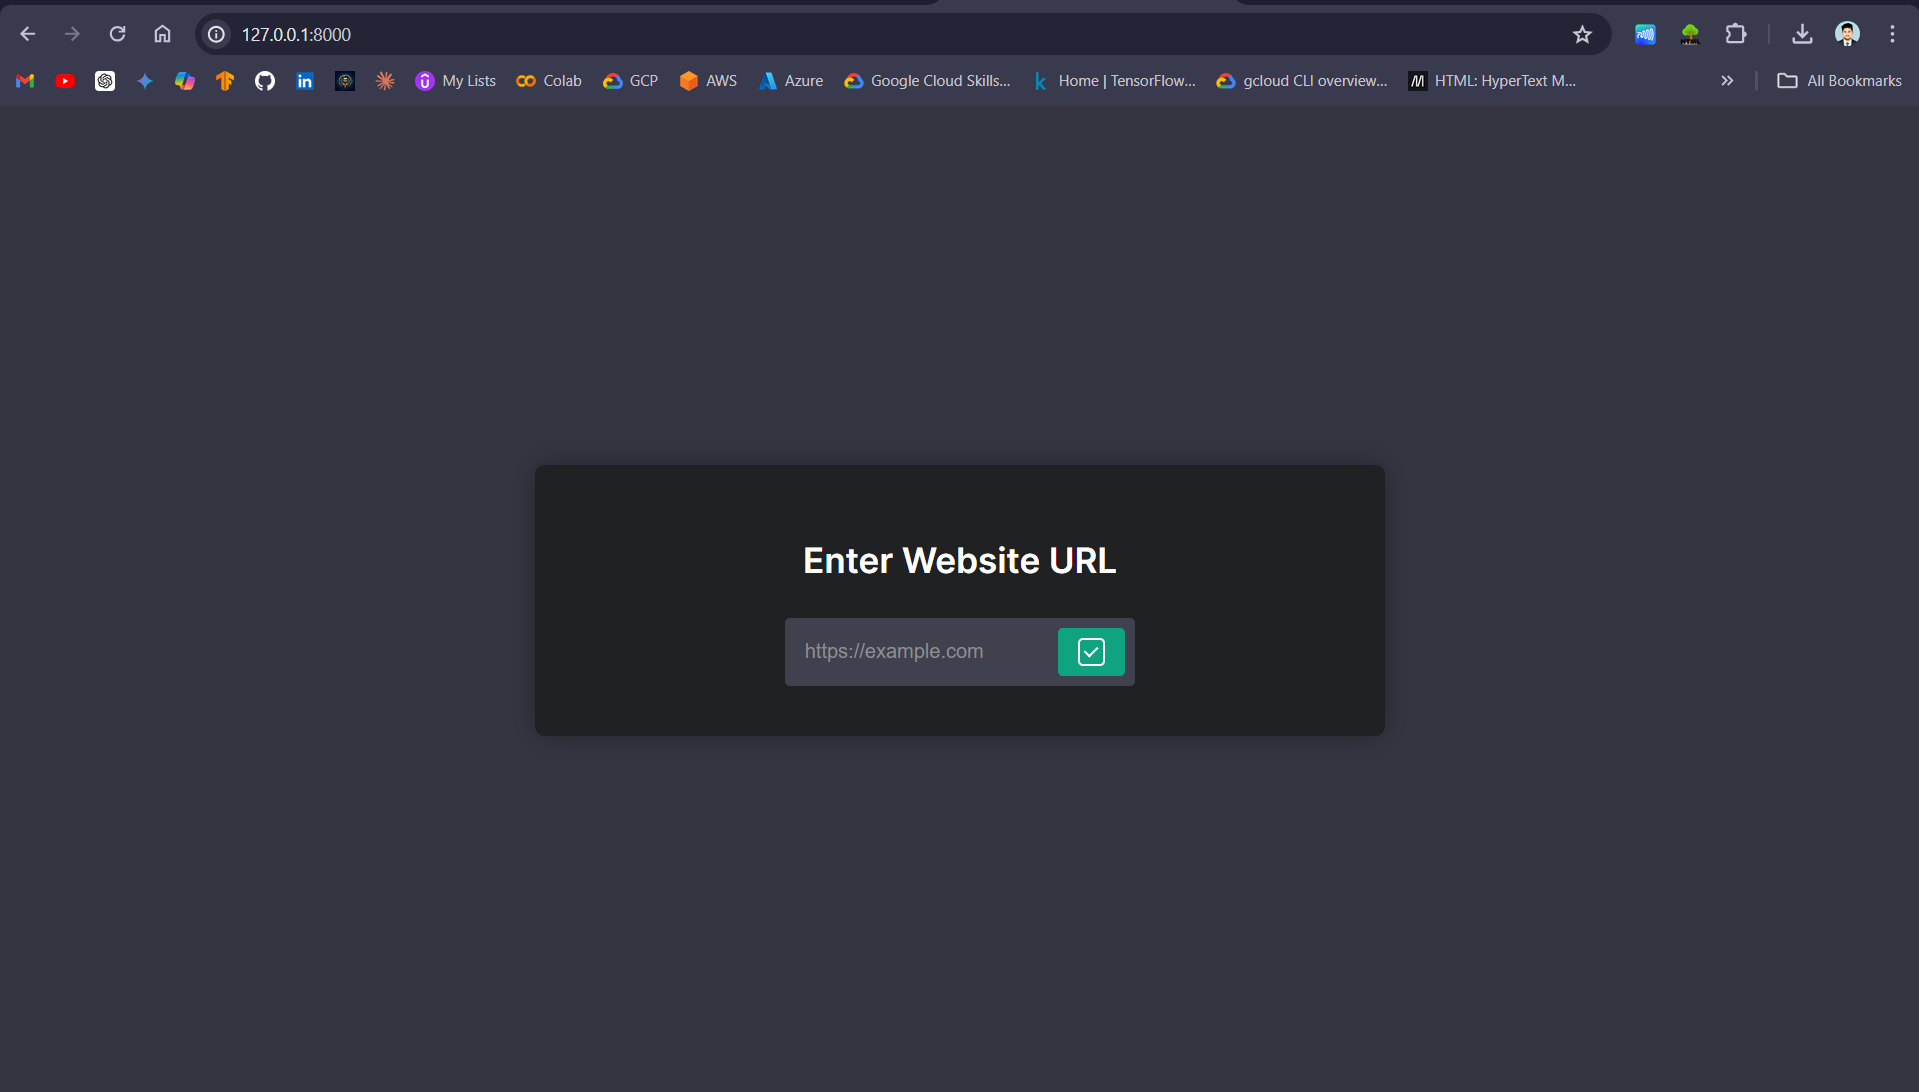 127.0.0.1:8000
My Lists Colab GCP AWS Azure Google Cloud Skills... Home | TensorFlow... gcloud CLI overview... HTML: HyperText M... All Bookmarks
Enter Website URL
https://example.com